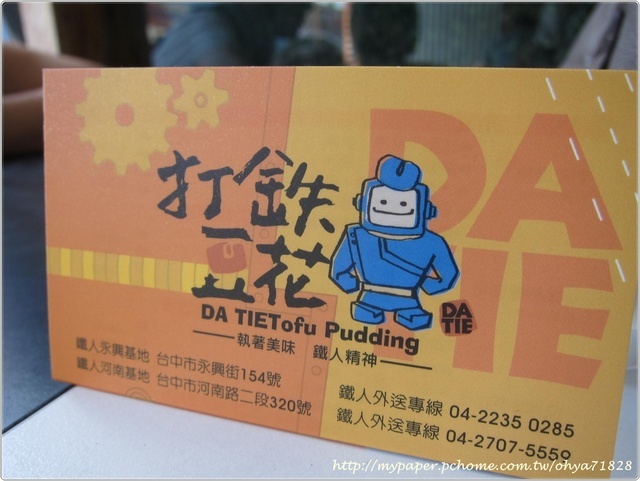 DA
TIE
打鉄
豆花
DA
TIE
DA TIETofu Pudding
執著美味 鐵人精神
鐵人永興基地 台中市永興街154號
鐵人河南基地 台中市河南路二段320號
鐵人外送專線 04-2235 0285
鐵人外送專線 04-2707-5559
http://mypaper.pchome.com.tw/ohya71828